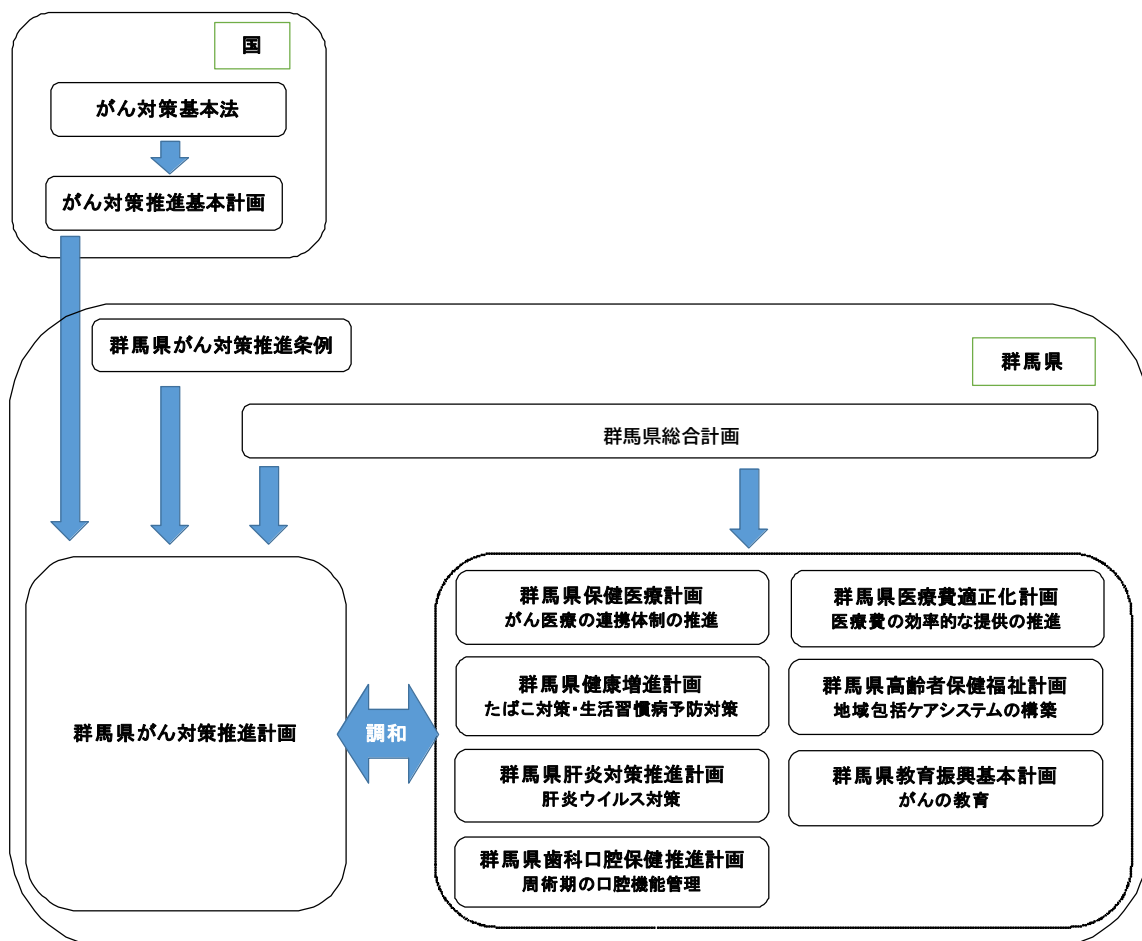 国
がん対策基本法
がん対策推進基本計画
群馬県がん対策推進条例
群馬県
群馬県総合計画
群馬県がん対策推進計画
調和
群馬県保健医療計画
がん医療の連携体制の推進
群馬県健康増進計画
たばこ対策・生活習慣病予防対策
群馬県肝炎対策推進計画
肝炎ウイルス対策
群馬県歯科口腔保健推進計画
周術期の口腔機能管理
群馬県医療費適正化計画
医療費の効率的な提供の推進
群馬県高齢者保健福祉計画
地域包括ケアシステムの構築
群馬県教育振興基本計画
がんの教育